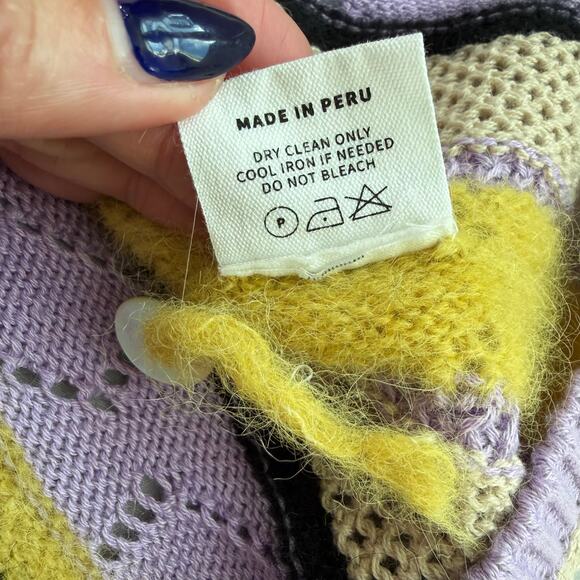 MADE IN PERU
DRY CLEAN ONLY
COOL IRON IF NEEDED
DO NOT BLEACH
P